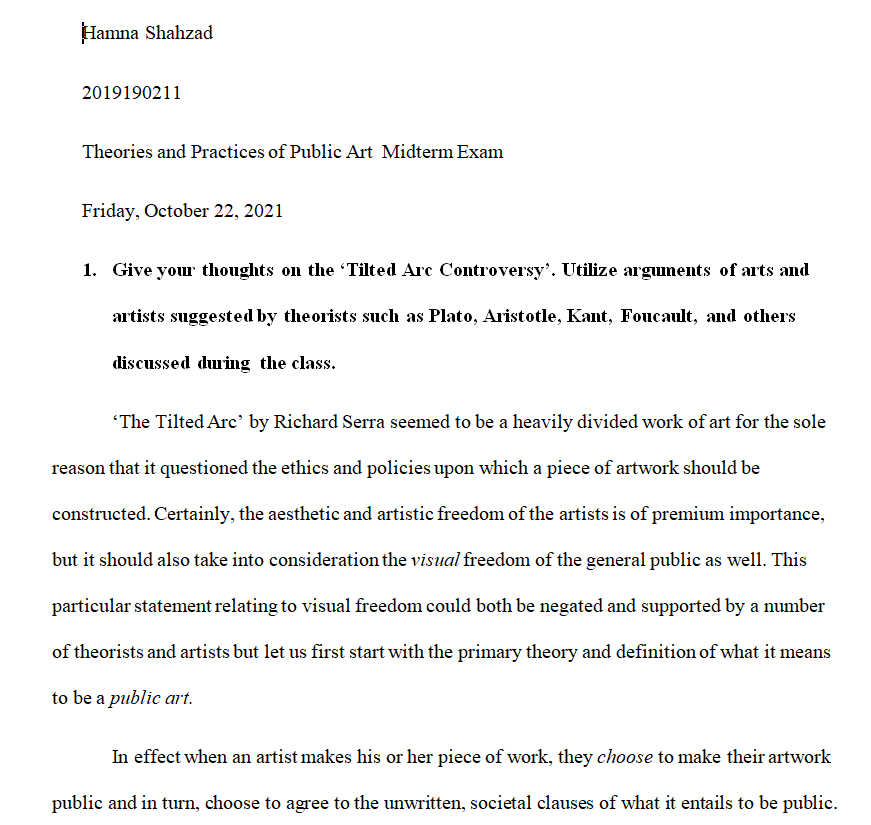 Hamna Shahzad
2019190211
Theories and Practices of Public Art Midterm Exam
Friday, October 22, 2021
1. Give your thoughts on the ‘Tilted Arc Controversy’. Utilize arguments of arts and
artists suggested by theorists such as Plato, Aristotle, Kant, Foucault, and others
discussed during the class.
‘The Tilted Arc’ by Richard Serra seemed to be a heavily divided work of art for the sole
reason that it questioned the ethics and policies upon which a piece of artwork should be
constructed. Certainly, the aesthetic and artistic freedom of the artists is of premium importance,
but it should also take into consideration the visual freedom of the general public as well. This
particular statement relating to visual freedom could both be negated and supported by a number
of theorists and artists but let us first start with the primary theory and definition of what it means
to be a public art.
In effect when an artist makes his or her piece of work, they choose to make their artwork
public and in turn, choose to agree to the unwritten, societal clauses of what it entails to be public.